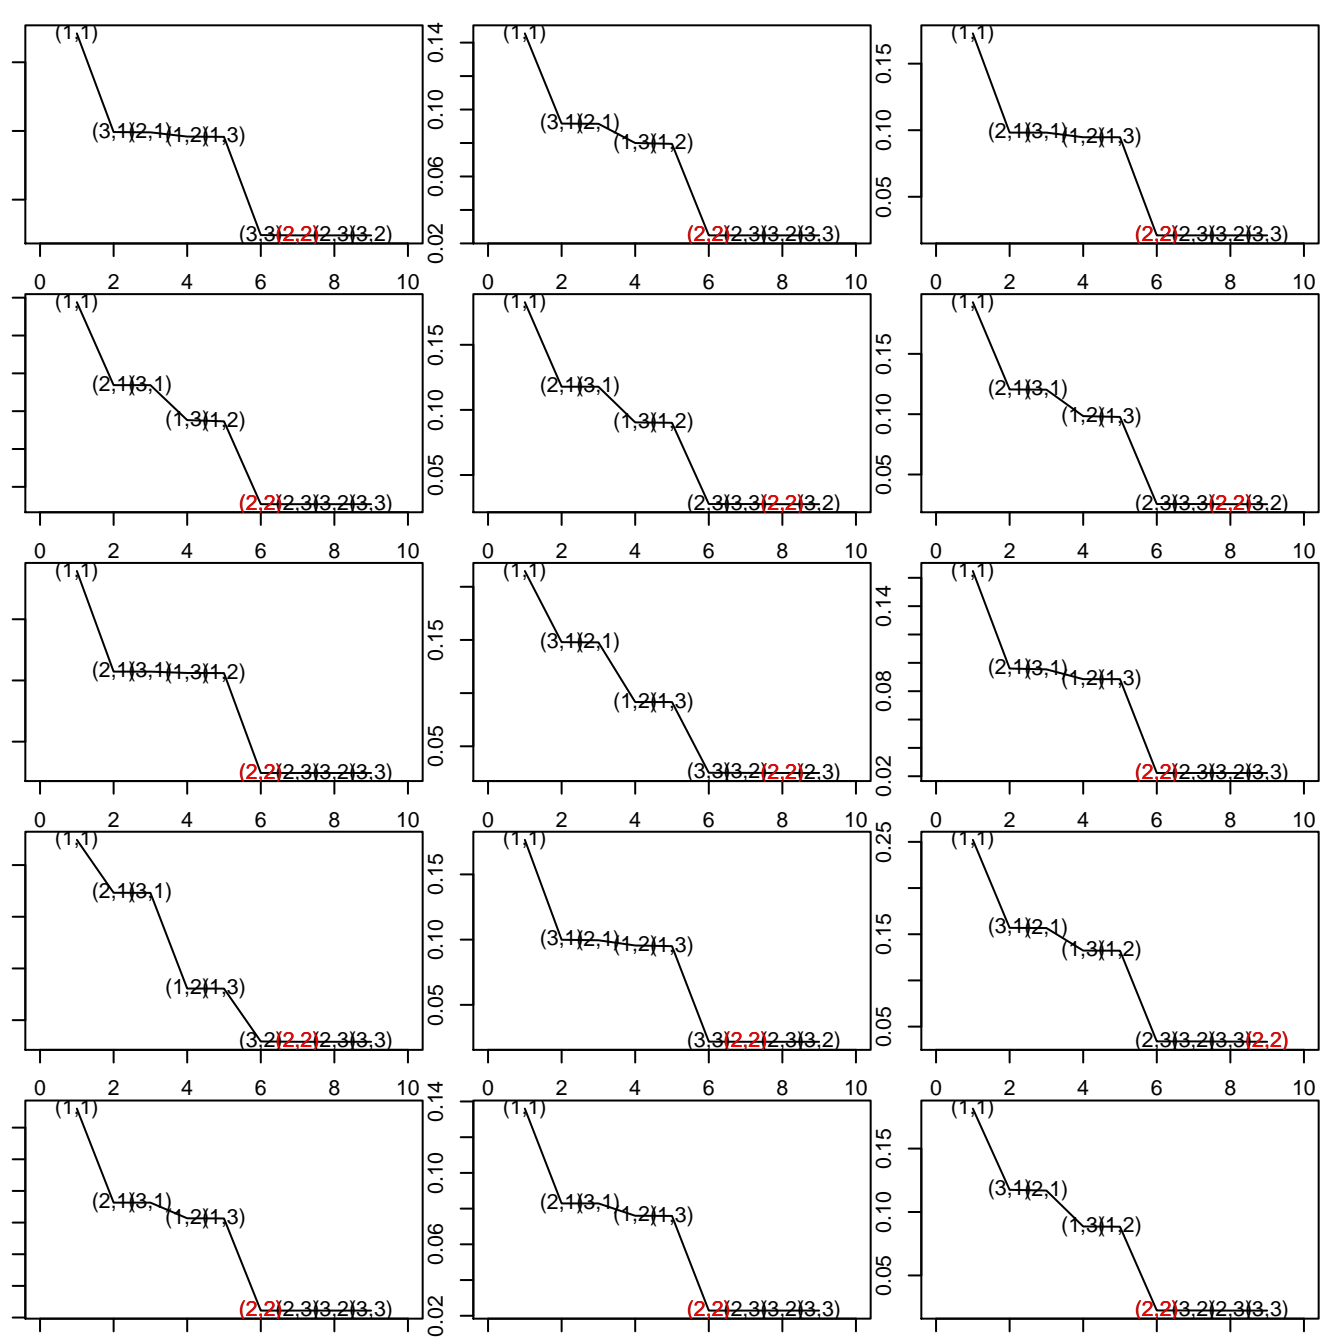 (1,1)
(3,1) (2,1) (1,2) (1,3)
(3,3) (2,2) (2,3) (3,2)
0 2 4 6 8 10
0.02 0.06 0.10 0.14
(1,1)
(3,1) (2,1)
(1,3) (1,2)
(2,2) (2,3) (3,2) (3,3)
0 2 4 6 8 10
0.05 0.10 0.15
(1,1)
(2,1) (3,1) (1,2) (1,3)
(2,2) (2,3) (3,2) (3,3)
0 2 4 6 8 10
(1,1)
(2,1) (3,1)
(1,3) (1,2)
(2,2) (2,3) (3,2) (3,3)
0 2 4 6 8 10
0.05 0.10 0.15
(1,1)
(2,1) (3,1)
(1,3) (1,2)
(2,3) (3,3) (2,2) (3,2)
0 2 4 6 8 10
0.05 0.10 0.15
(1,1)
(2,1) (3,1)
(1,2) (1,3)
(2,3) (3,3) (2,2) (3,2)
0 2 4 6 8 10
(1,1)
(2,1) (3,1) (1,3) (1,2)
(2,2) (2,3) (3,2) (3,3)
0 2 4 6 8 10
0.05 0.15
(1,1)
(3,1) (2,1)
(1,2) (1,3)
(3,3) (3,2) (2,2) (2,3)
0 2 4 6 8 10
0.02 0.08 0.14
(1,1)
(2,1) (3,1) (1,2) (1,3)
(2,2) (2,3) (3,2) (3,3)
0 2 4 6 8 10
(1,1)
(2,1) (3,1)
(1,2) (1,3)
(3,2) (2,2) (2,3) (3,3)
0 2 4 6 8 10
0.05 0.10 0.15
(1,1)
(3,1) (2,1) (1,2) (1,3)
(3,3) (2,2) (2,3) (3,2)
0 2 4 6 8 10
0.05 0.15 0.25
(1,1)
(3,1) (2,1)
(1,3) (1,2)
(2,3) (3,2) (3,3) (2,2)
0 2 4 6 8 10
(1,1)
(2,1) (3,1)
(1,2) (1,3)
(2,2) (2,3) (3,2) (3,3)
0.02 0.06 0.10 0.14
(1,1)
(2,1) (3,1)
(1,2) (1,3)
(2,2) (2,3) (3,2) (3,3)
0.05 0.10 0.15
(1,1)
(3,1) (2,1)
(1,3) (1,2)
(2,2) (3,2) (2,3) (3,3)